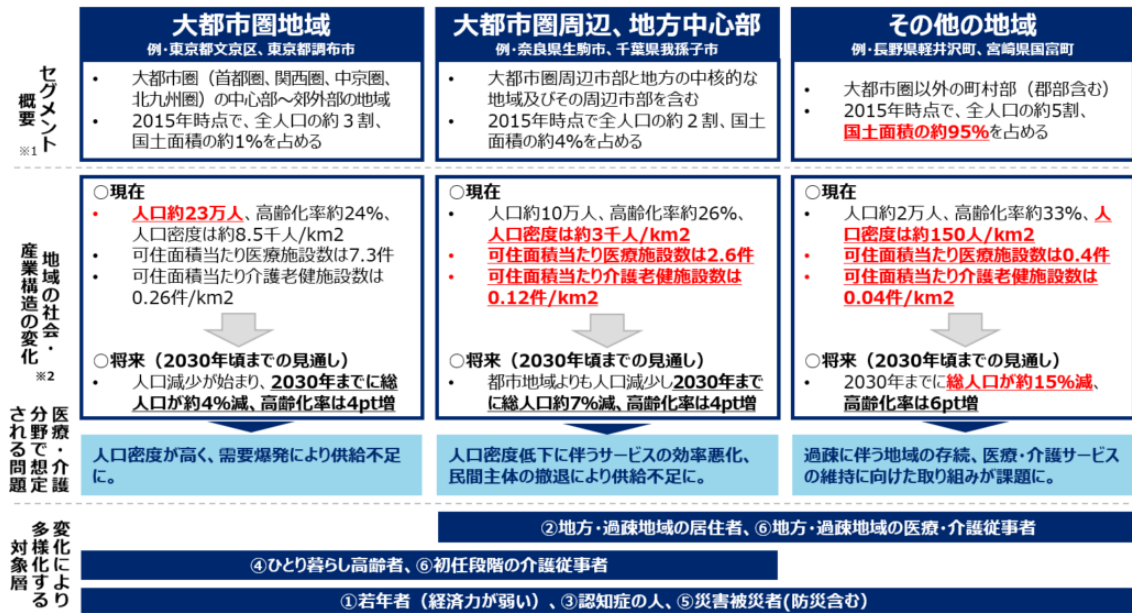 大都市圏地域
例・東京都文京区、東京都調布市
大都市圏周辺、地方中心部
例・奈良県生駒市、千葉県我孫子市
その他の地域
例・長野県軽井沢町、宮崎県国富町
セグメント
概要
※1
• 大都市圏（首都圏、関西圏、中京圏、
北九州圏）の中心部～郊外部の地域
• 2015年時点で、全人口の約３割、
国土面積の約1%を占める
• 大都市圏周辺市部と地方の中核的な
地域及びその周辺市部を含む
• 2015年時点で全人口の約２割、国土
面積の約4%を占める
• 大都市圏以外の町村部（郡部含む）
• 2015年時点で、全人口の約5割、
国土面積の約95%を占める
地域の社会・
産業構造の変化
※2
○現在
• 人口約23万人、高齢化率約24%、
人口密度は約8.5千人/km2
• 可住面積当たり医療施設数は7.3件
• 可住面積当たり介護老健施設数は
0.26件/km2
○将来（2030年頃までの見通し）
• 人口減少が始まり、2030年までに総
人口が約4%減、高齢化率は4pt増
○現在
• 人口約10万人、高齢化率約26%、
人口密度は約3千人/km2
• 可住面積当たり医療施設数は2.6件
• 可住面積当たり介護老健施設数は
0.12件/km2
○将来（2030年頃までの見通し）
• 都市地域よりも人口減少し2030年ま
でに総人口約7%減、高齢化率は4pt増
○現在
• 人口約2万人、高齢化率約33%、人
口密度は約150人/km2
• 可住面積当たり医療施設数は0.4件
• 可住面積当たり介護老健施設数は
0.04件/km2
○将来（2030年頃までの見通し）
• 2030年までに総人口が約15%減、
高齢化率は6pt増
医療・介護
分野で想定
される問題
人口密度が高く、需要爆発により供給不足
に。
人口密度低下に伴うサービスの効率悪化、
民間主体の撤退により供給不足に。
過疎に伴う地域の存続、医療・介護サービス
の維持に向けた取り組みが課題に。
変化により
多様化する
対象層
②地方・過疎地域の居住者、⑥地方・過疎地域の医療・介護従事者
④ひとり暮らし高齢者、⑥初任段階の介護従事者
①若年者（経済力が弱い）、③認知症の人、⑤災害被災者(防災含む)